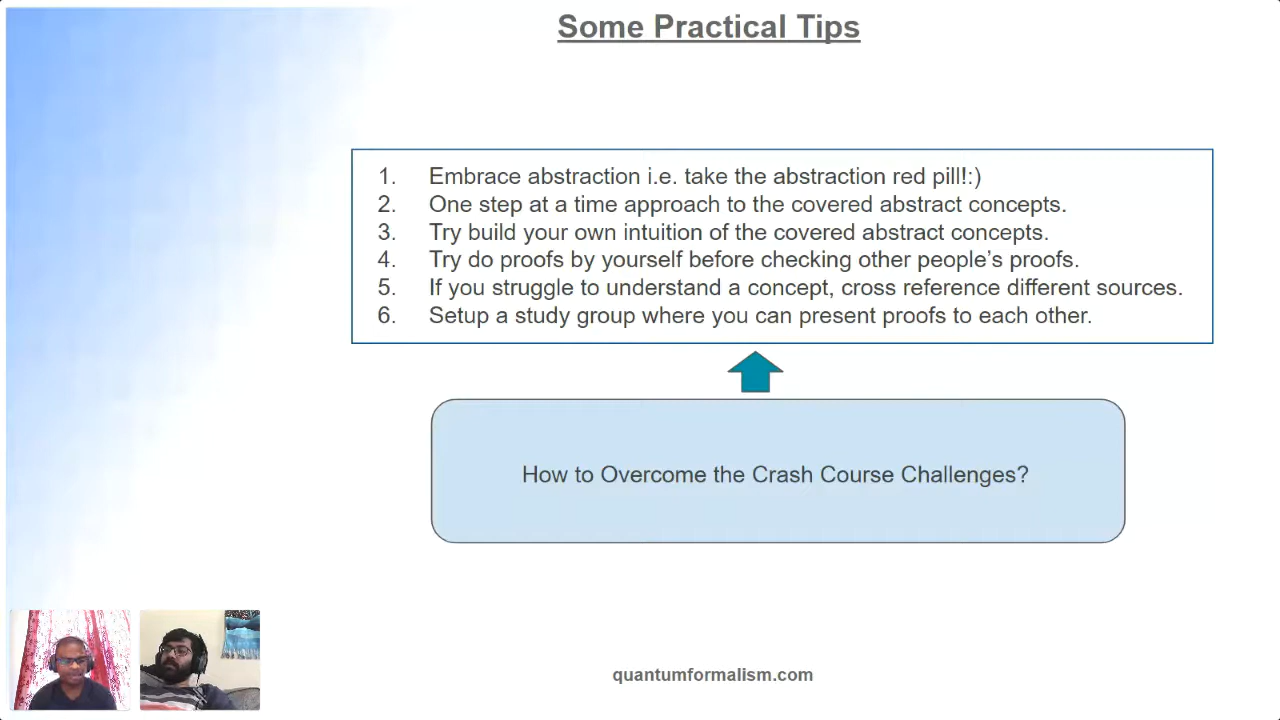 Some Practical Tips
1. Embrace abstraction i.e. take the abstraction red pill!:)
2. One step at a time approach to the covered abstract concepts.
3. Try build your own intuition of the covered abstract concepts.
4. Try do proofs by yourself before checking other people’s proofs.
5. If you struggle to understand a concept, cross reference different sources.
6. Setup a study group where you can present proofs to each other.
How to Overcome the Crash Course Challenges?
quantumformalism.com